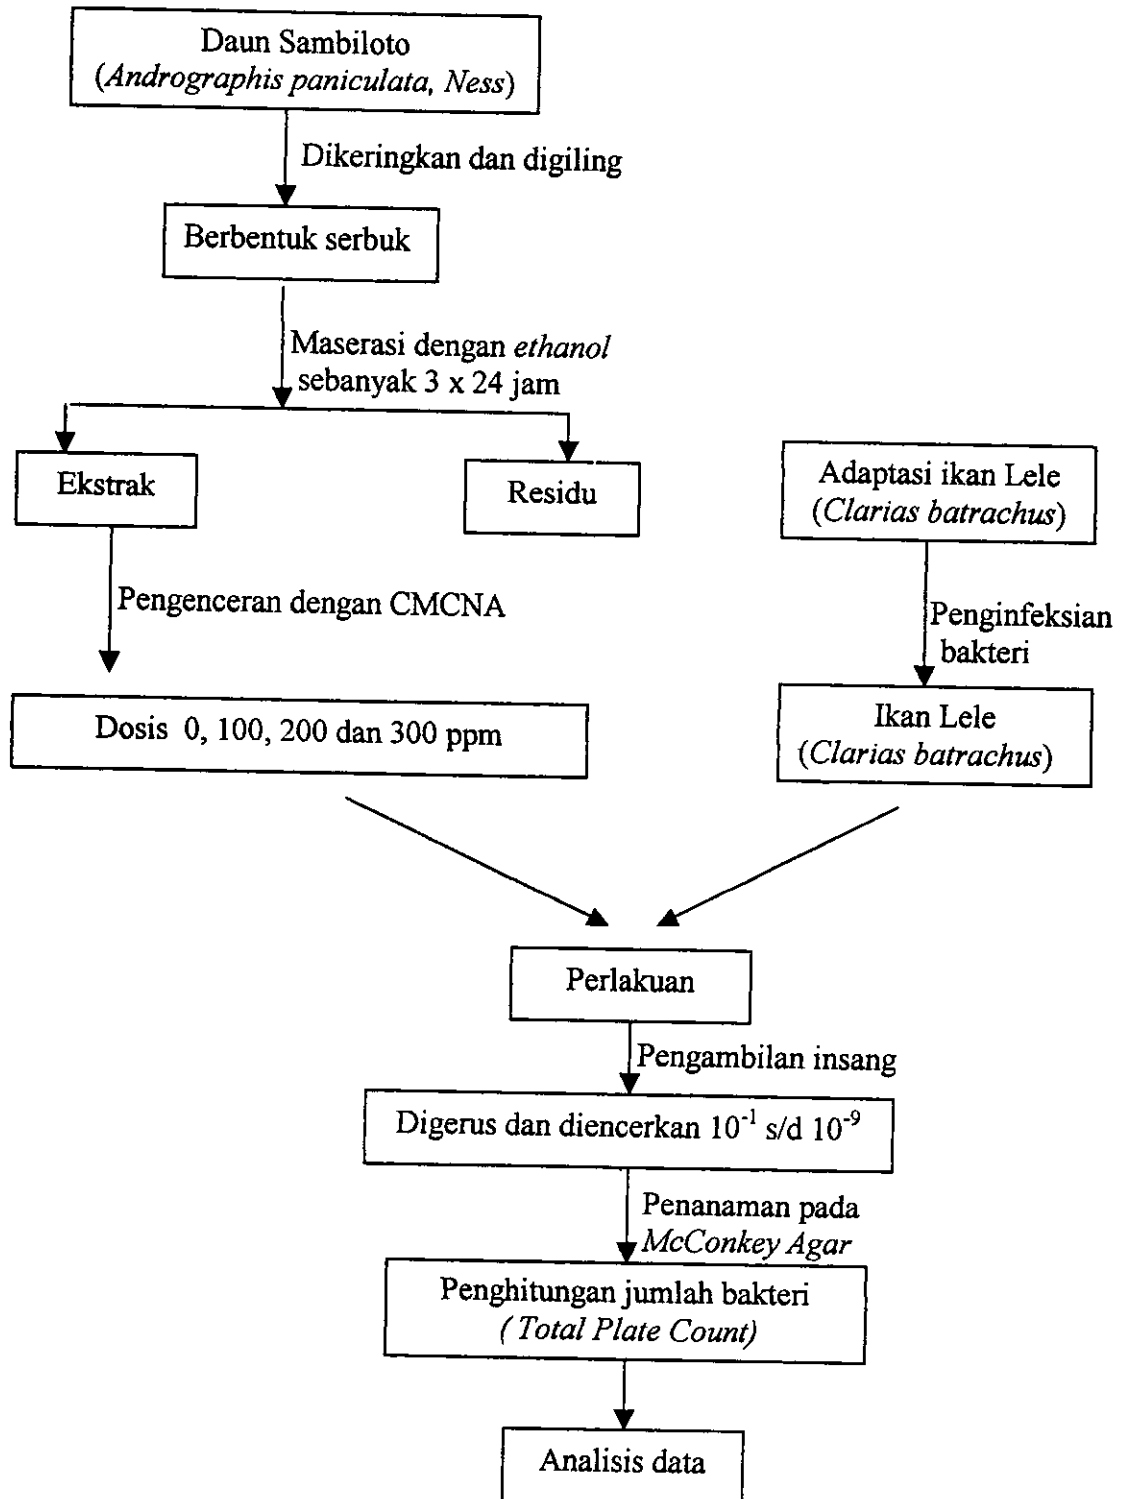 Daun Sambiloto
(Andrographis paniculata, Ness)
Dikeringkan dan digiling
Berbentuk serbuk
Maserasi dengan ethanol
sebanyak 3 x 24 jam
Ekstrak
Residu
Adaptasi ikan Lele
(Clarias batrachus)
Pengenceran dengan CMCNA
Penginfeksian
bakteri
Dosis 0, 100, 200 dan 300 ppm
Ikan Lele
(Clarias batrachus)
Perlakuan
Pengambilan insang
Digerus dan diencerkan 10⁻¹ s/d 10⁻⁹
Penanaman pada
McConkey Agar
Penghitungan jumlah bakteri
( Total Plate Count)
Analisis data